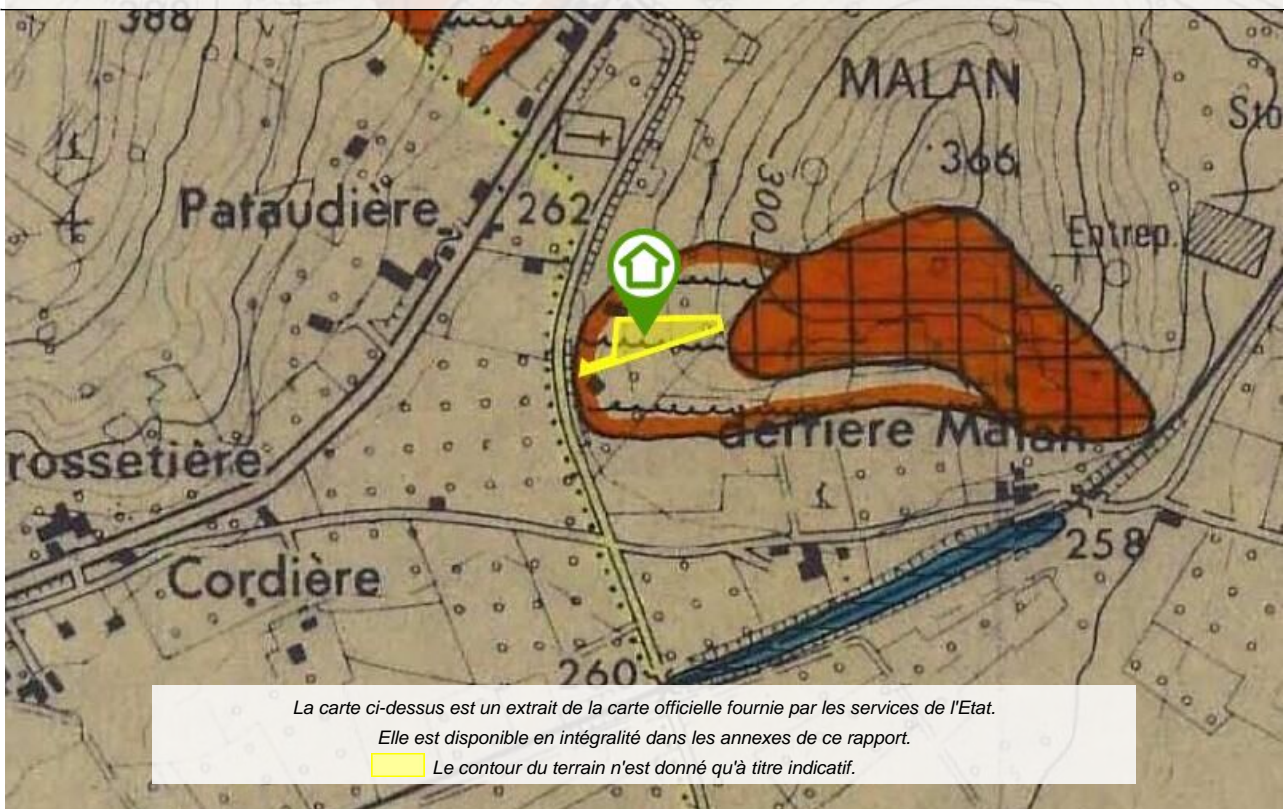 388
MALAN
366
Sto
300
Pataudière
262
Entrep.
derrière Malan
rossetière
258
Cordière
260
La carte ci-dessus est un extrait de la carte officielle fournie par les services de l'Etat.
Elle est disponible en intégralité dans les annexes de ce rapport.
Le contour du terrain n'est donné qu'à titre indicatif.